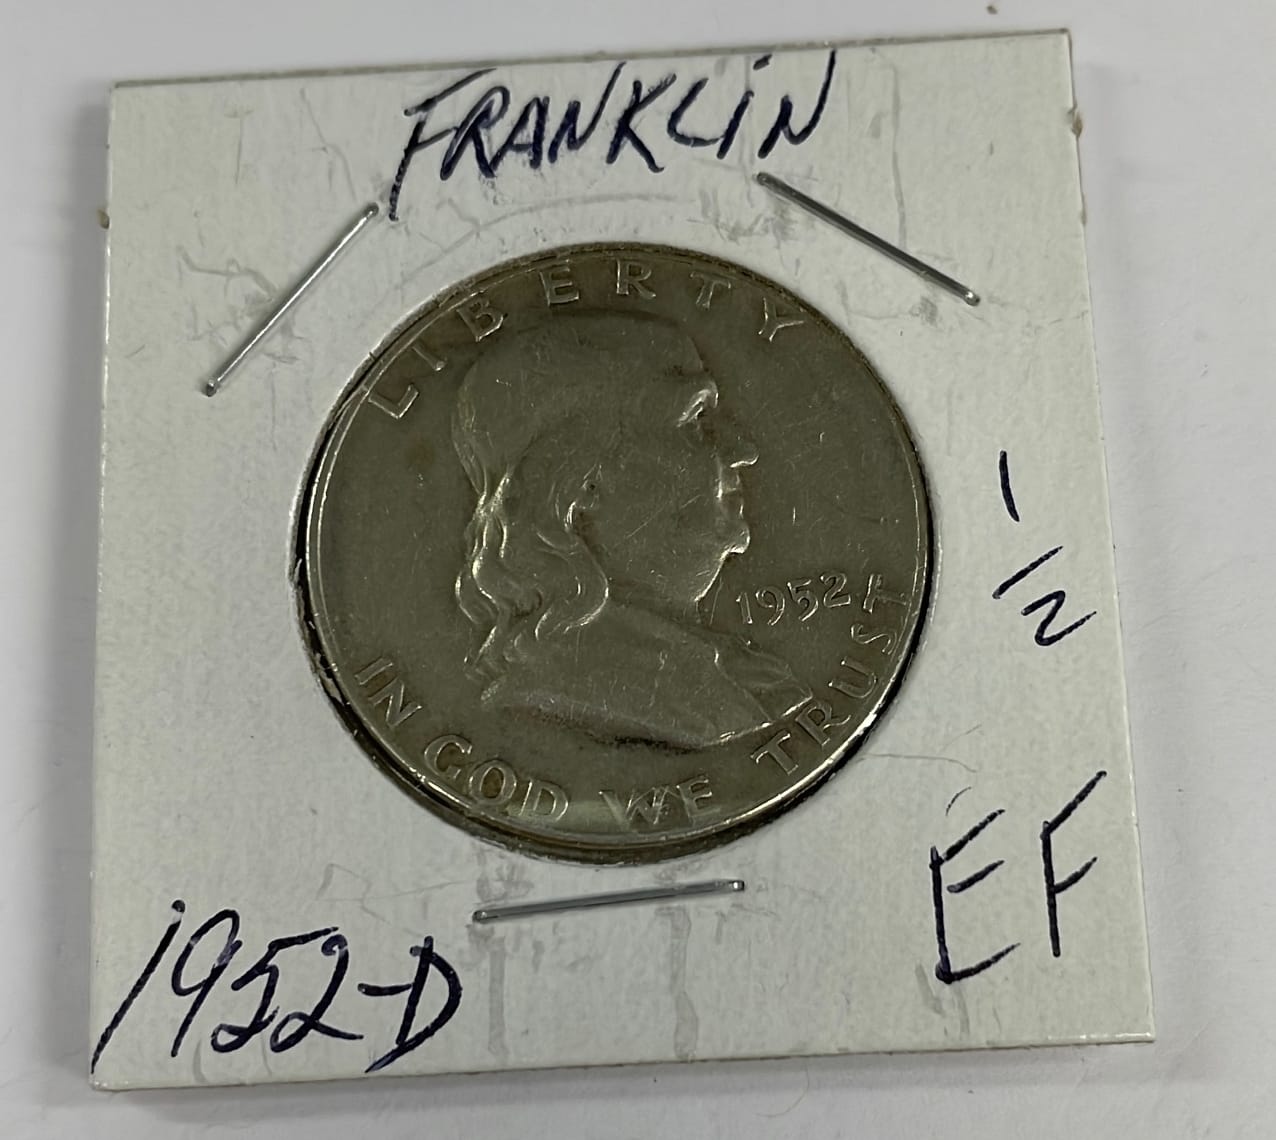 FRANKLIN
LIBERTY
1952
IN GOD WE TRUST
1/2
EF
1952-D